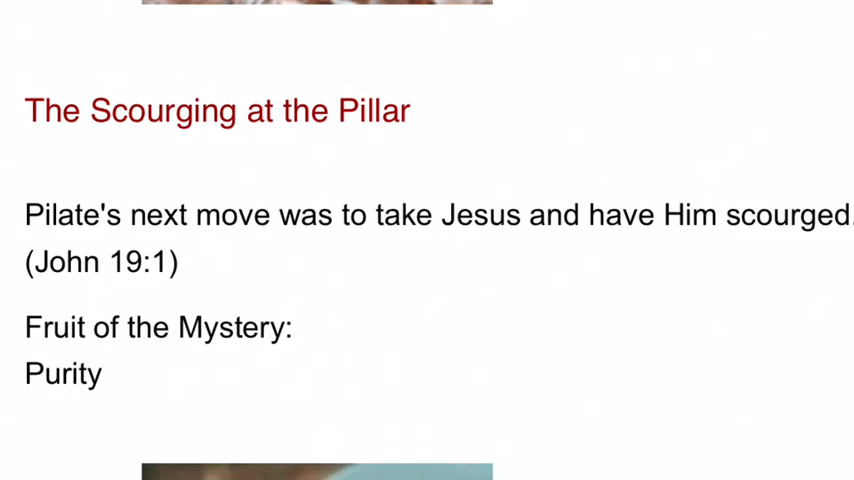 The Scourging at the Pillar
Pilate's next move was to take Jesus and have Him scourged.
(John 19:1)
Fruit of the Mystery:
Purity